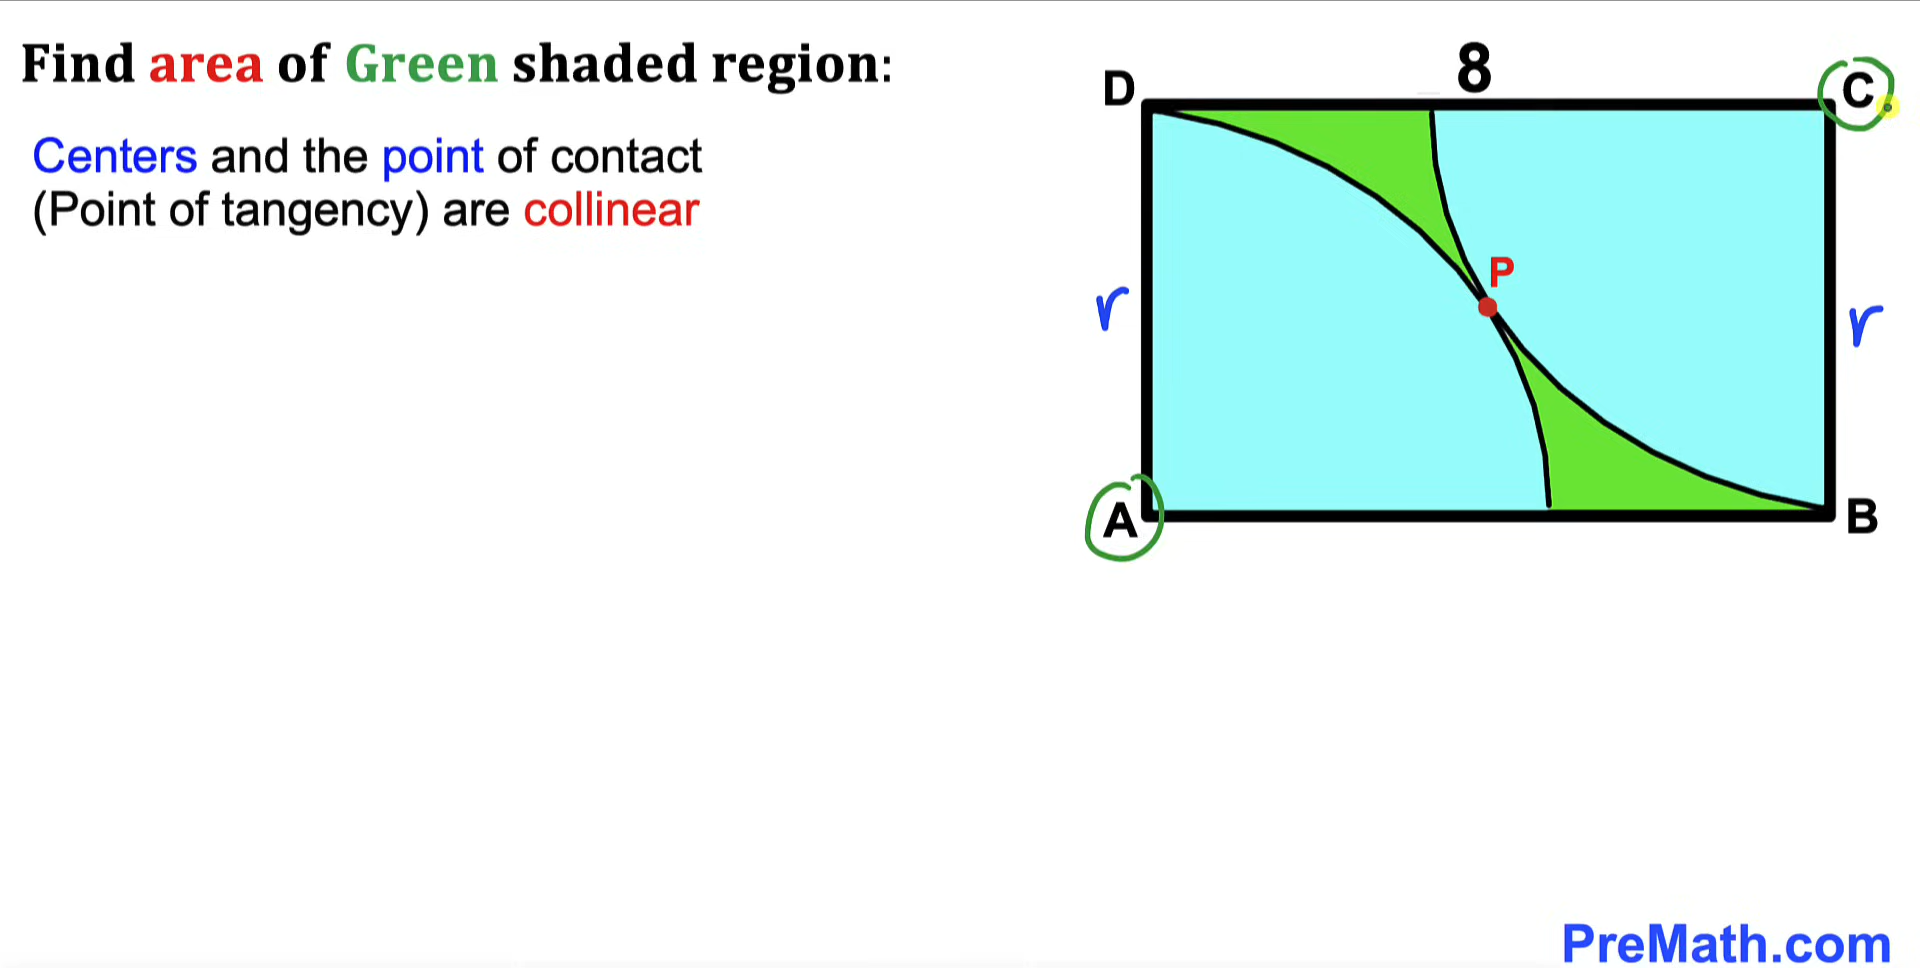 Find area of Green shaded region:
Centers and the point of contact
(Point of tangency) are collinear
8
D
C
P
r
r
A
B
PreMath.com